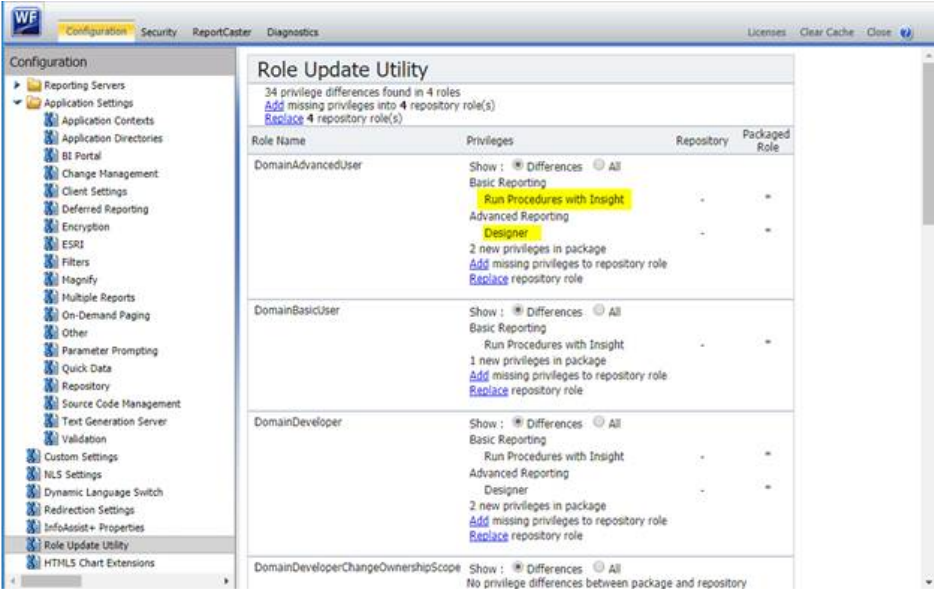 WF
Configuration Security ReportCaster Diagnostics Licenses Clear Cache Close ?
Configuration
Reporting Servers
Application Settings
Application Contexts
Application Directories
BI Portal
Change Management
Client Settings
Deferred Reporting
Encryption
ESRI
Filters
Magnify
Multiple Reports
On-Demand Paging
Other
Parameter Prompting
Quick Data
Repository
Source Code Management
Text Generation Server
Validation
Custom Settings
NLS Settings
Dynamic Language Switch
Redirection Settings
InfoAssist+ Properties
Role Update Utility
HTML5 Chart Extensions
Role Update Utility
34 privilege differences found in 4 roles
Add missing privileges into 4 repository role(s)
Replace 4 repository role(s)
Role Name Privileges Repository Packaged Role
DomainAdvancedUser Show : Differences All
Basic Reporting
Run Procedures with Insight - *
Advanced Reporting
Designer - *
2 new privileges in package
Add missing privileges to repository role
Replace repository role
DomainBasicUser Show : Differences All
Basic Reporting
Run Procedures with Insight - *
1 new privileges in package
Add missing privileges to repository role
Replace repository role
DomainDeveloper Show : Differences All
Basic Reporting
Run Procedures with Insight - *
Advanced Reporting
Designer - *
2 new privileges in package
Add missing privileges to repository role
Replace repository role
DomainDeveloperChangeOwnershipScope Show : Differences All
No privilege differences between package and repository